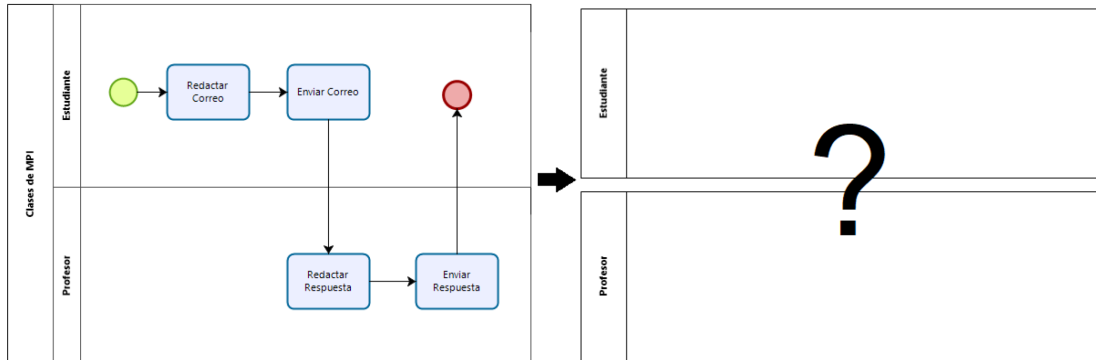 Clases de MPI
Estudiante
Redactar
Correo
Enviar Correo
Profesor
Redactar
Respuesta
Enviar
Respuesta
Estudiante
?
Profesor